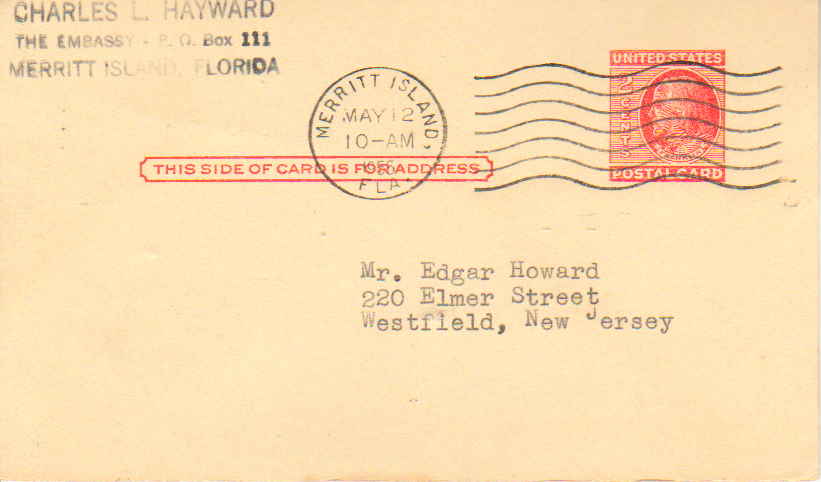 CHARLES L. HAYWARD
THE EMBASSY - P. O. Box 111
MERRITT ISLAND, FLORIDA
MERRITT ISLAND,
MAY 12
10-AM
FLA.
UNITED STATES
2 CENTS
POSTAL CARD
THIS SIDE OF CARD IS FOR ADDRESS
Mr. Edgar Howard
220 Elmer Street
Westfield, New Jersey